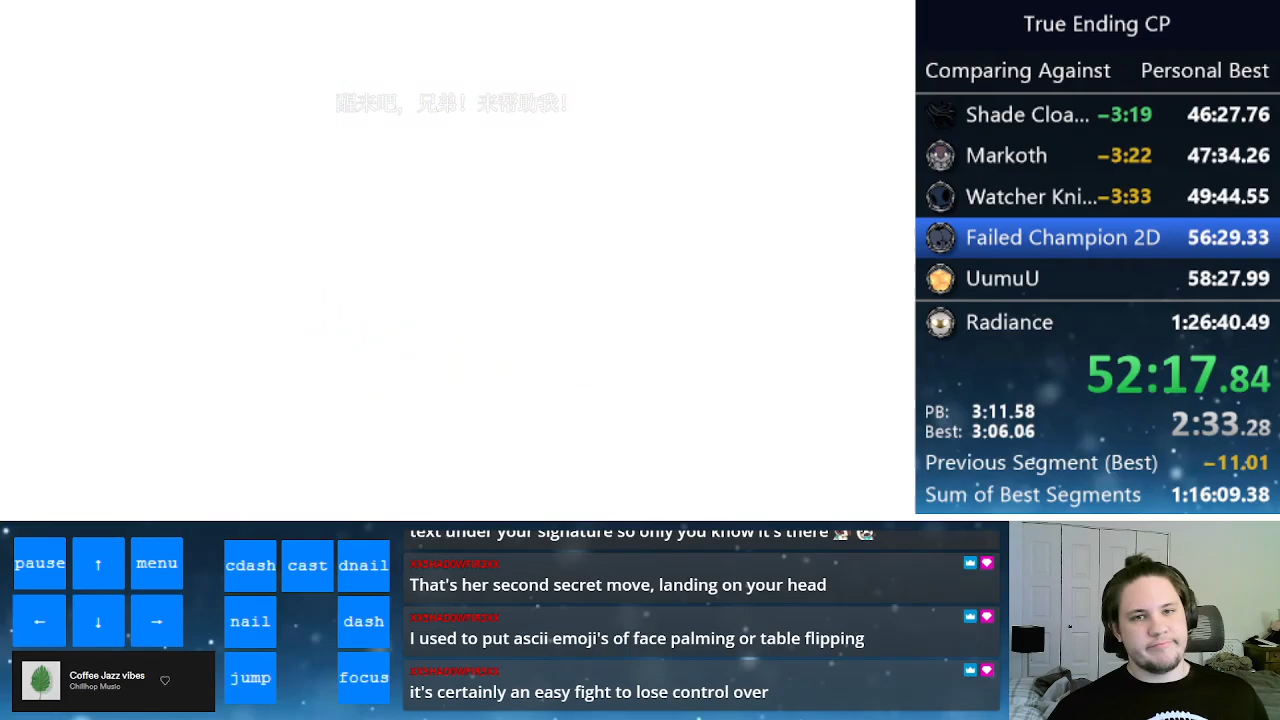 醒来吧，兄弟！来帮助我！
True Ending CP
Comparing Against Personal Best
Shade Cloa... −3:19 46:27.76
Markoth −3:22 47:34.26
Watcher Kni... −3:33 49:44.55
Failed Champion 2D 56:29.33
UumuU 58:27.99
Radiance 1:26:40.49
52:17.84
PB: 3:11.58
Best: 3:06.06
2:33.28
Previous Segment (Best) −11.01
Sum of Best Segments 1:16:09.38
pause ↑ menu
← ↓ →
cdash cast dnail
nail dash
jump focus
Coffee Jazz vibes
Chillhop Music
text under your signature so only you know it's there
That's her second secret move, landing on your head
I used to put ascii emoji's of face palming or table flipping
it's certainly an easy fight to lose control over